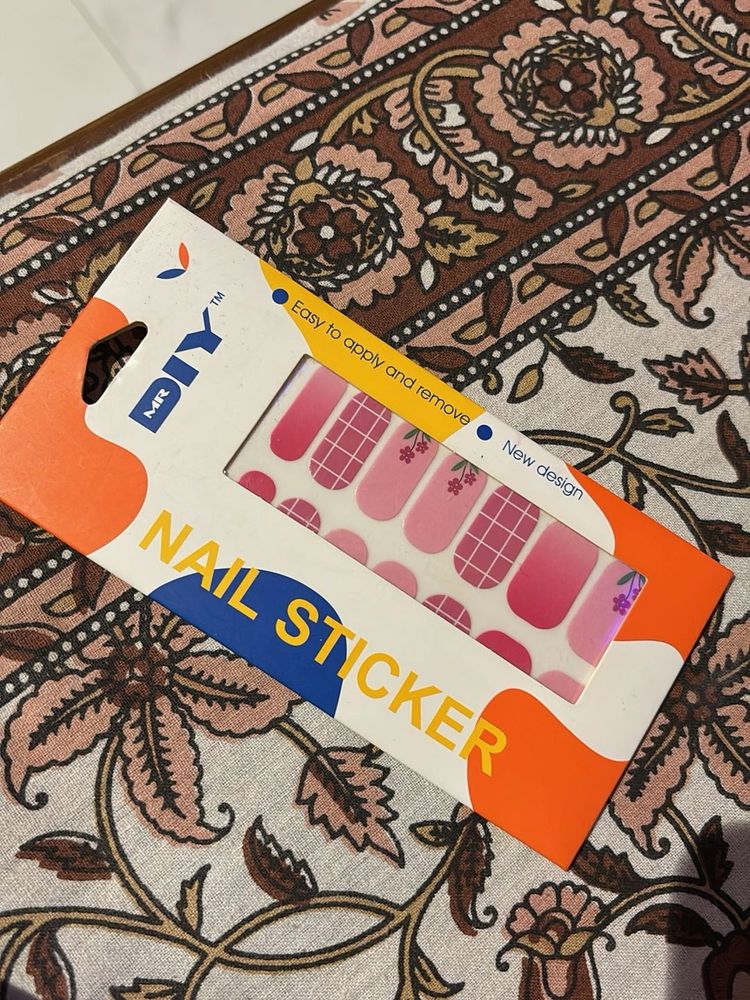 MR
DIY™
Easy to apply and remove
New design
NAIL STICKER